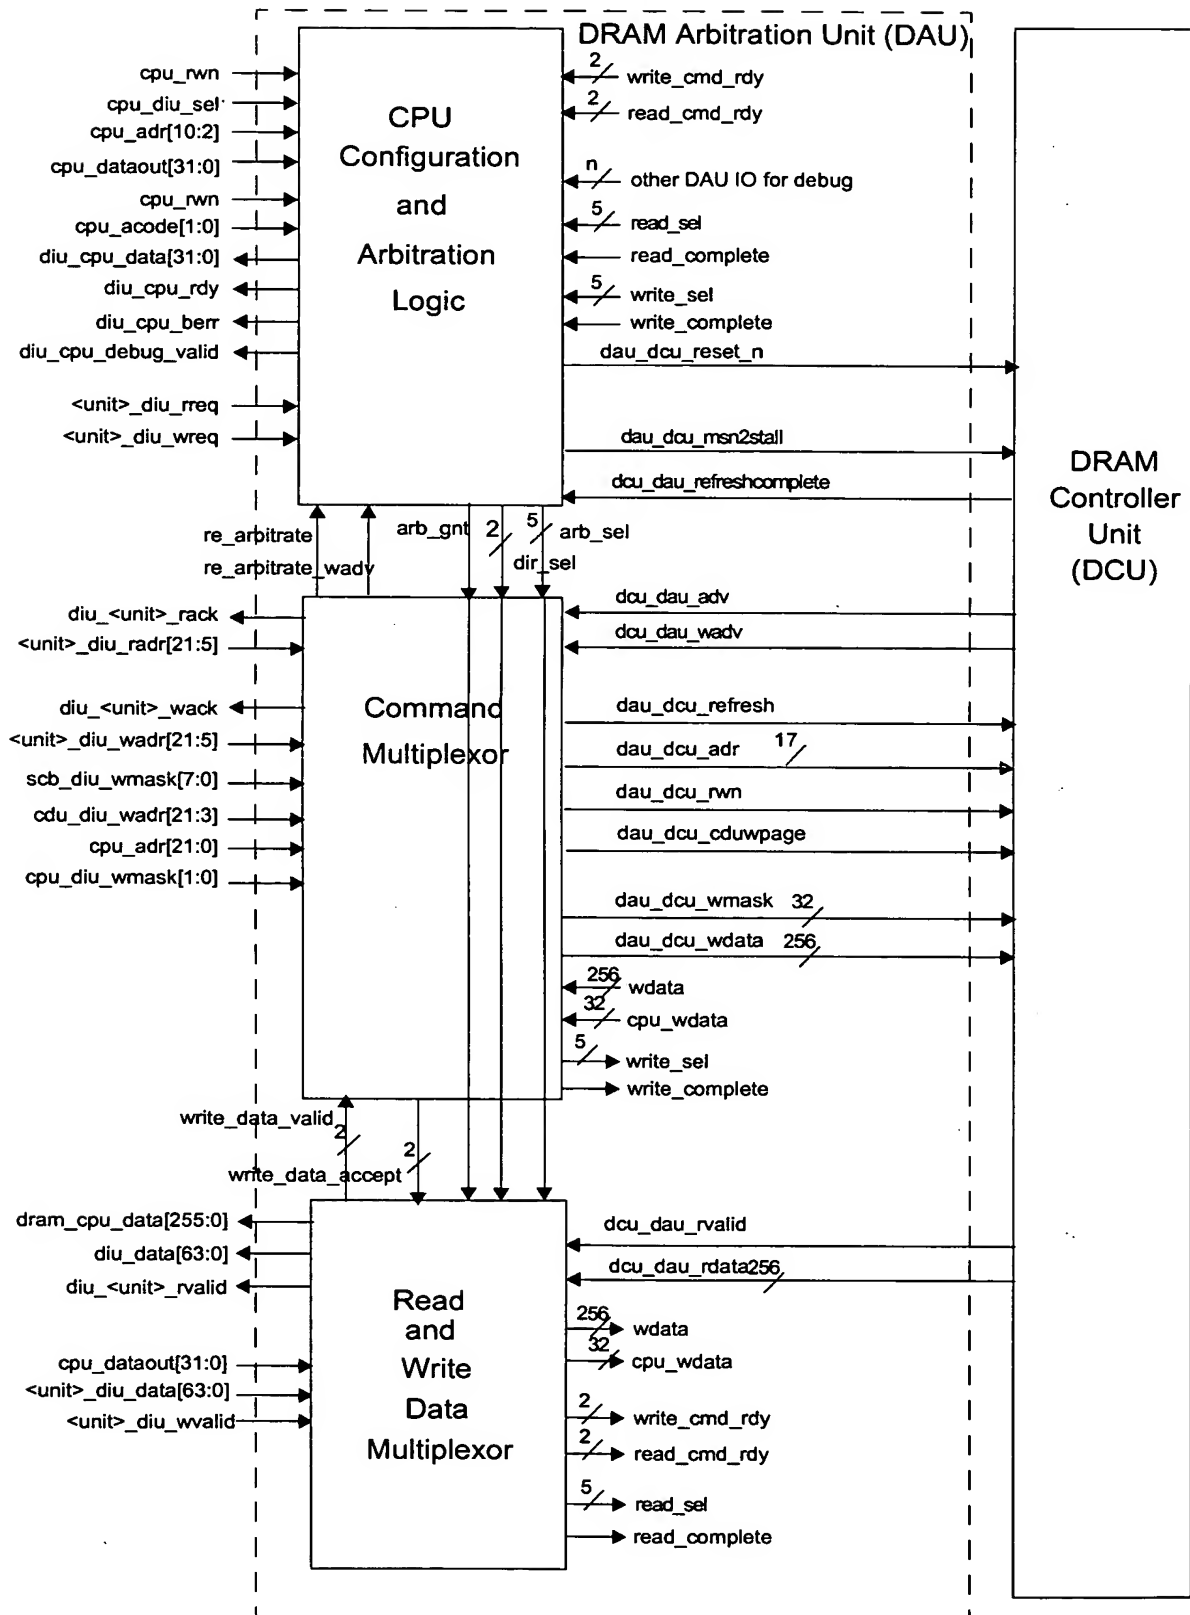 DRAM Arbitration Unit (DAU)
cpu_rwn
cpu_diu_sel
cpu_adr[10:2]
cpu_dataout[31:0]
cpu_rwn
cpu_acode[1:0]
diu_cpu_data[31:0]
diu_cpu_rdy
diu_cpu_berr
diu_cpu_debug_valid
<unit>_diu_rreq
<unit>_diu_wreq
CPU
Configuration
and
Arbitration
Logic
2
write_cmd_rdy
2
read_cmd_rdy
n
other DAU IO for debug
5
read_sel
read_complete
5
write_sel
write_complete
dau_dcu_reset_n
dau_dcu_msn2stall
dcu_dau_refreshcomplete
DRAM
Controller
Unit
(DCU)
re_arbitrate
re_arbitrate_wadv
arb_gnt
2
dir_sel
5
arb_sel
diu_<unit>_rack
<unit>_diu_radr[21:5]
diu_<unit>_wack
<unit>_diu_wadr[21:5]
scb_diu_wmask[7:0]
cdu_diu_wadr[21:3]
cpu_adr[21:0]
cpu_diu_wmask[1:0]
Command
Multiplexor
dcu_dau_adv
dcu_dau_wadv
dau_dcu_refresh
dau_dcu_adr 17
dau_dcu_rwn
dau_dcu_cduwpage
dau_dcu_wmask 32
dau_dcu_wdata 256
256
wdata
32
cpu_wdata
5
write_sel
write_complete
write_data_valid
2
2
write_data_accept
dram_cpu_data[255:0]
diu_data[63:0]
diu_<unit>_rvalid
cpu_dataout[31:0]
<unit>_diu_data[63:0]
<unit>_diu_wvalid
Read
and
Write
Data
Multiplexor
dcu_dau_rvalid
dcu_dau_rdata 256
256
wdata
32
cpu_wdata
2
write_cmd_rdy
2
read_cmd_rdy
5
read_sel
read_complete